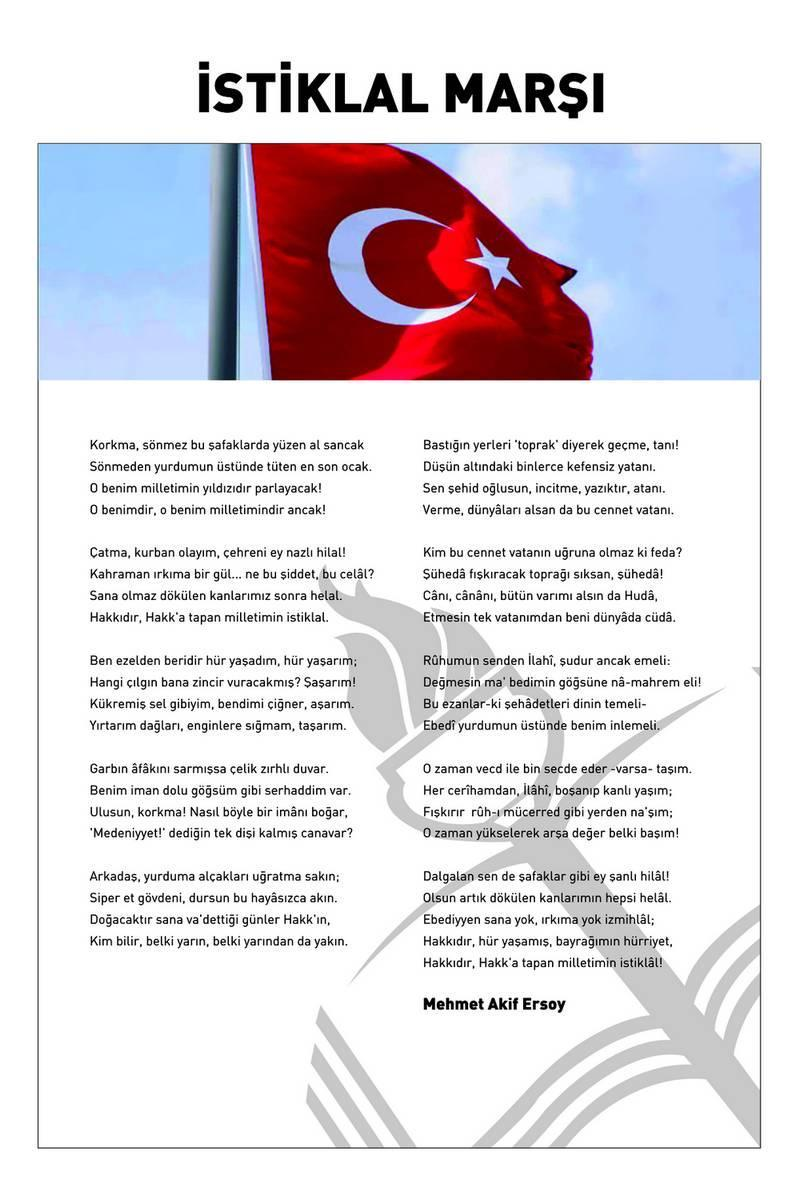 İSTİKLAL MARŞI
Korkma, sönmez bu şafaklarda yüzen al sancak
Sönmeden yurdumun üstünde tüten en son ocak.
O benim milletimin yıldızıdır parlayacak!
O benimdir, o benim milletimindir ancak!
Çatma, kurban olayım, çehreni ey nazlı hilal!
Kahraman ırkıma bir gül... ne bu şiddet, bu celâl?
Sana olmaz dökülen kanlarımız sonra helal.
Hakkıdır, Hakk'a tapan milletimin istiklal.
Ben ezelden beridir hür yaşadım, hür yaşarım;
Hangi çılgın bana zincir vuracakmış? Şaşarım!
Kükremiş sel gibiyim, bendimi çiğner, aşarım.
Yırtarım dağları, enginlere sığmam, taşarım.
Garbın âfâkını sarmışsa çelik zırhlı duvar.
Benim iman dolu göğsüm gibi serhaddim var.
Ulusun, korkma! Nasıl böyle bir imânı boğar,
'Medeniyyet!' dediğin tek dişi kalmış canavar?
Arkadaş, yurduma alçakları uğratma sakın;
Siper et gövdeni, dursun bu hayâsızca akın.
Doğacaktır sana va'dettiği günler Hakk'ın,
Kim bilir, belki yarın, belki yarından da yakın.
Bastığın yerleri 'toprak' diyerek geçme, tanı!
Düşün altındaki binlerce kefensiz yatanı.
Sen şehid oğlusun, incitme, yazıktır, atanı.
Verme, dünyâları alsan da bu cennet vatanı.
Kim bu cennet vatanın uğruna olmaz ki feda?
Şühedâ fışkıracak toprağı sıksan, şühedâ!
Cânı, cânânı, bütün varımı alsın da Hudâ,
Etmesin tek vatanımdan beni dünyâda cüdâ.
Rûhumun senden İlahî, şudur ancak emeli:
Değmesin ma' bedimin göğsüne nâ-mahrem eli!
Bu ezanlar-ki şehâdetleri dinin temeli-
Ebedî yurdumun üstünde benim inlemeli.
O zaman vecd ile bin secde eder -varsa- taşım.
Her cerîhamdan, İlâhî, boşanıp kanlı yaşım;
Fışkırır rûh-ı mücerred gibi yerden na'şım;
O zaman yükselerek arşa değer belki başım!
Dalgalan sen de şafaklar gibi ey şanlı hilâl!
Olsun artık dökülen kanlarımın hepsi helâl.
Ebediyyen sana yok, ırkıma yok izmihlâl;
Hakkıdır, hür yaşamış, bayrağımın hürriyet,
Hakkıdır, Hakk'a tapan milletimin istiklâl!
Mehmet Akif Ersoy